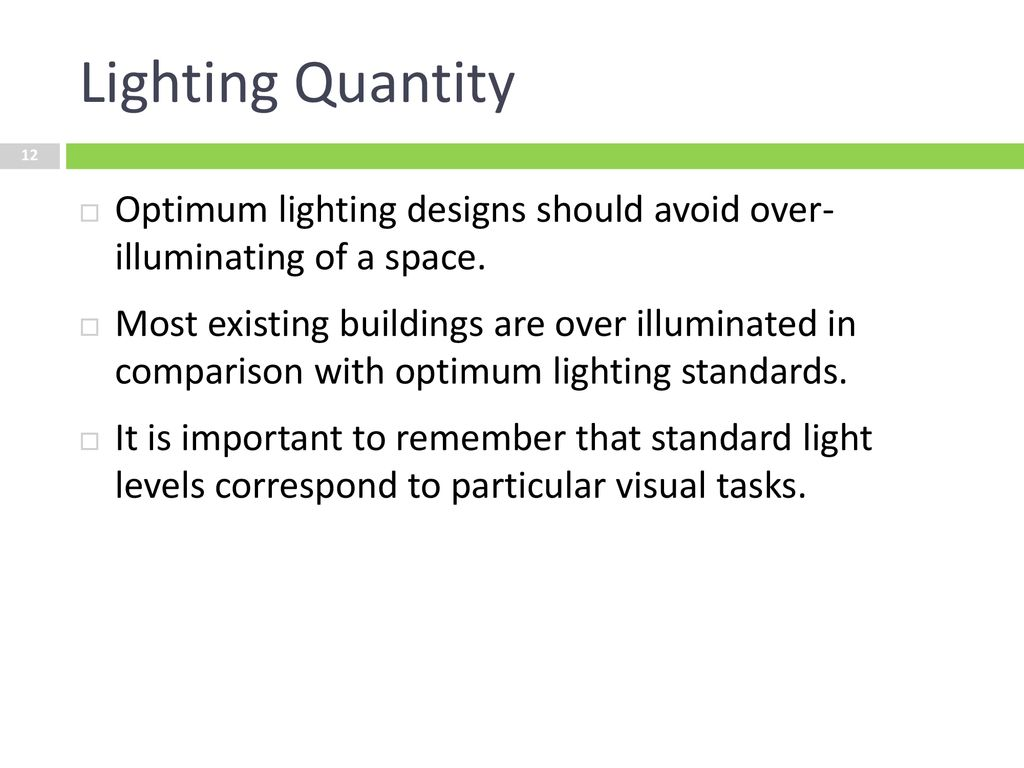 Lighting Quantity
12
Optimum lighting designs should avoid over-
illuminating of a space.
Most existing buildings are over illuminated in
comparison with optimum lighting standards.
It is important to remember that standard light
levels correspond to particular visual tasks.